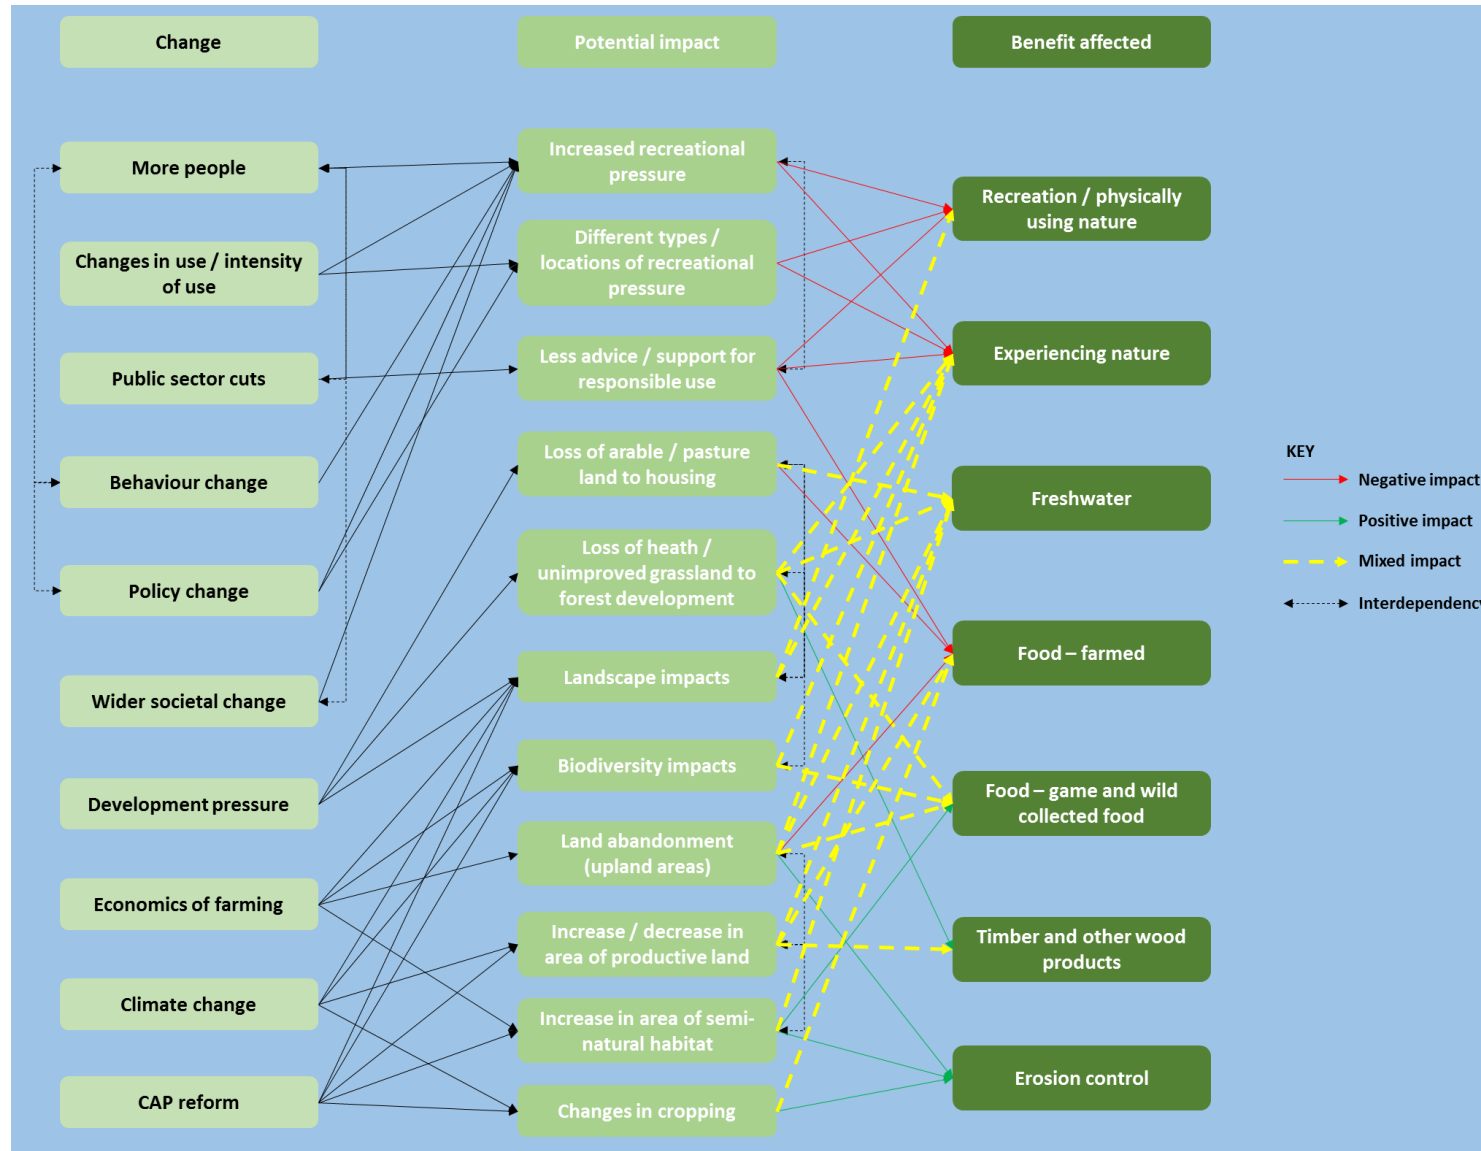 Change
Potential impact
Benefit affected
More people
Changes in use / intensity
of use
Public sector cuts
Behaviour change
Policy change
Wider societal change
Development pressure
Economics of farming
Climate change
CAP reform
Increased recreational
pressure
Different types /
locations of recreational
pressure
Less advice / support for
responsible use
Loss of arable / pasture
land to housing
Loss of heath /
unimproved grassland to
forest development
Landscape impacts
Biodiversity impacts
Land abandonment
(upland areas)
Increase / decrease in
area of productive land
Increase in area of semi-
natural habitat
Changes in cropping
Recreation / physically
using nature
Experiencing nature
Freshwater
Food – farmed
Food – game and wild
collected food
Timber and other wood
products
Erosion control
KEY
Negative impact
Positive impact
Mixed impact
Interdependency